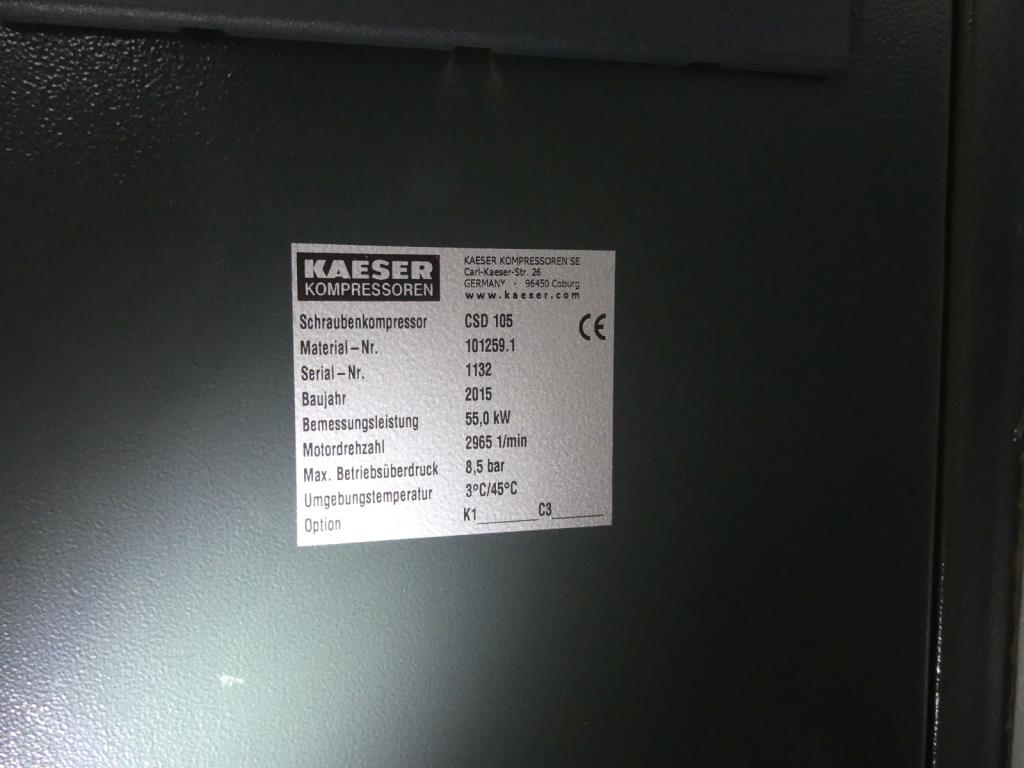 KAESER
KOMPRESSOREN
KAESER KOMPRESSOREN SE
Carl-Kaeser-Str. 26
GERMANY · 96450 Coburg
www.kaeser.com
Schraubenkompressor CSD 105 CE
Material-Nr. 101259.1
Serial-Nr. 1132
Baujahr 2015
Bemessungsleistung 55,0 kW
Motordrehzahl 2965 1/min
Max. Betriebsüberdruck 8,5 bar
Umgebungstemperatur 3°C/45°C
Option K1________C3________